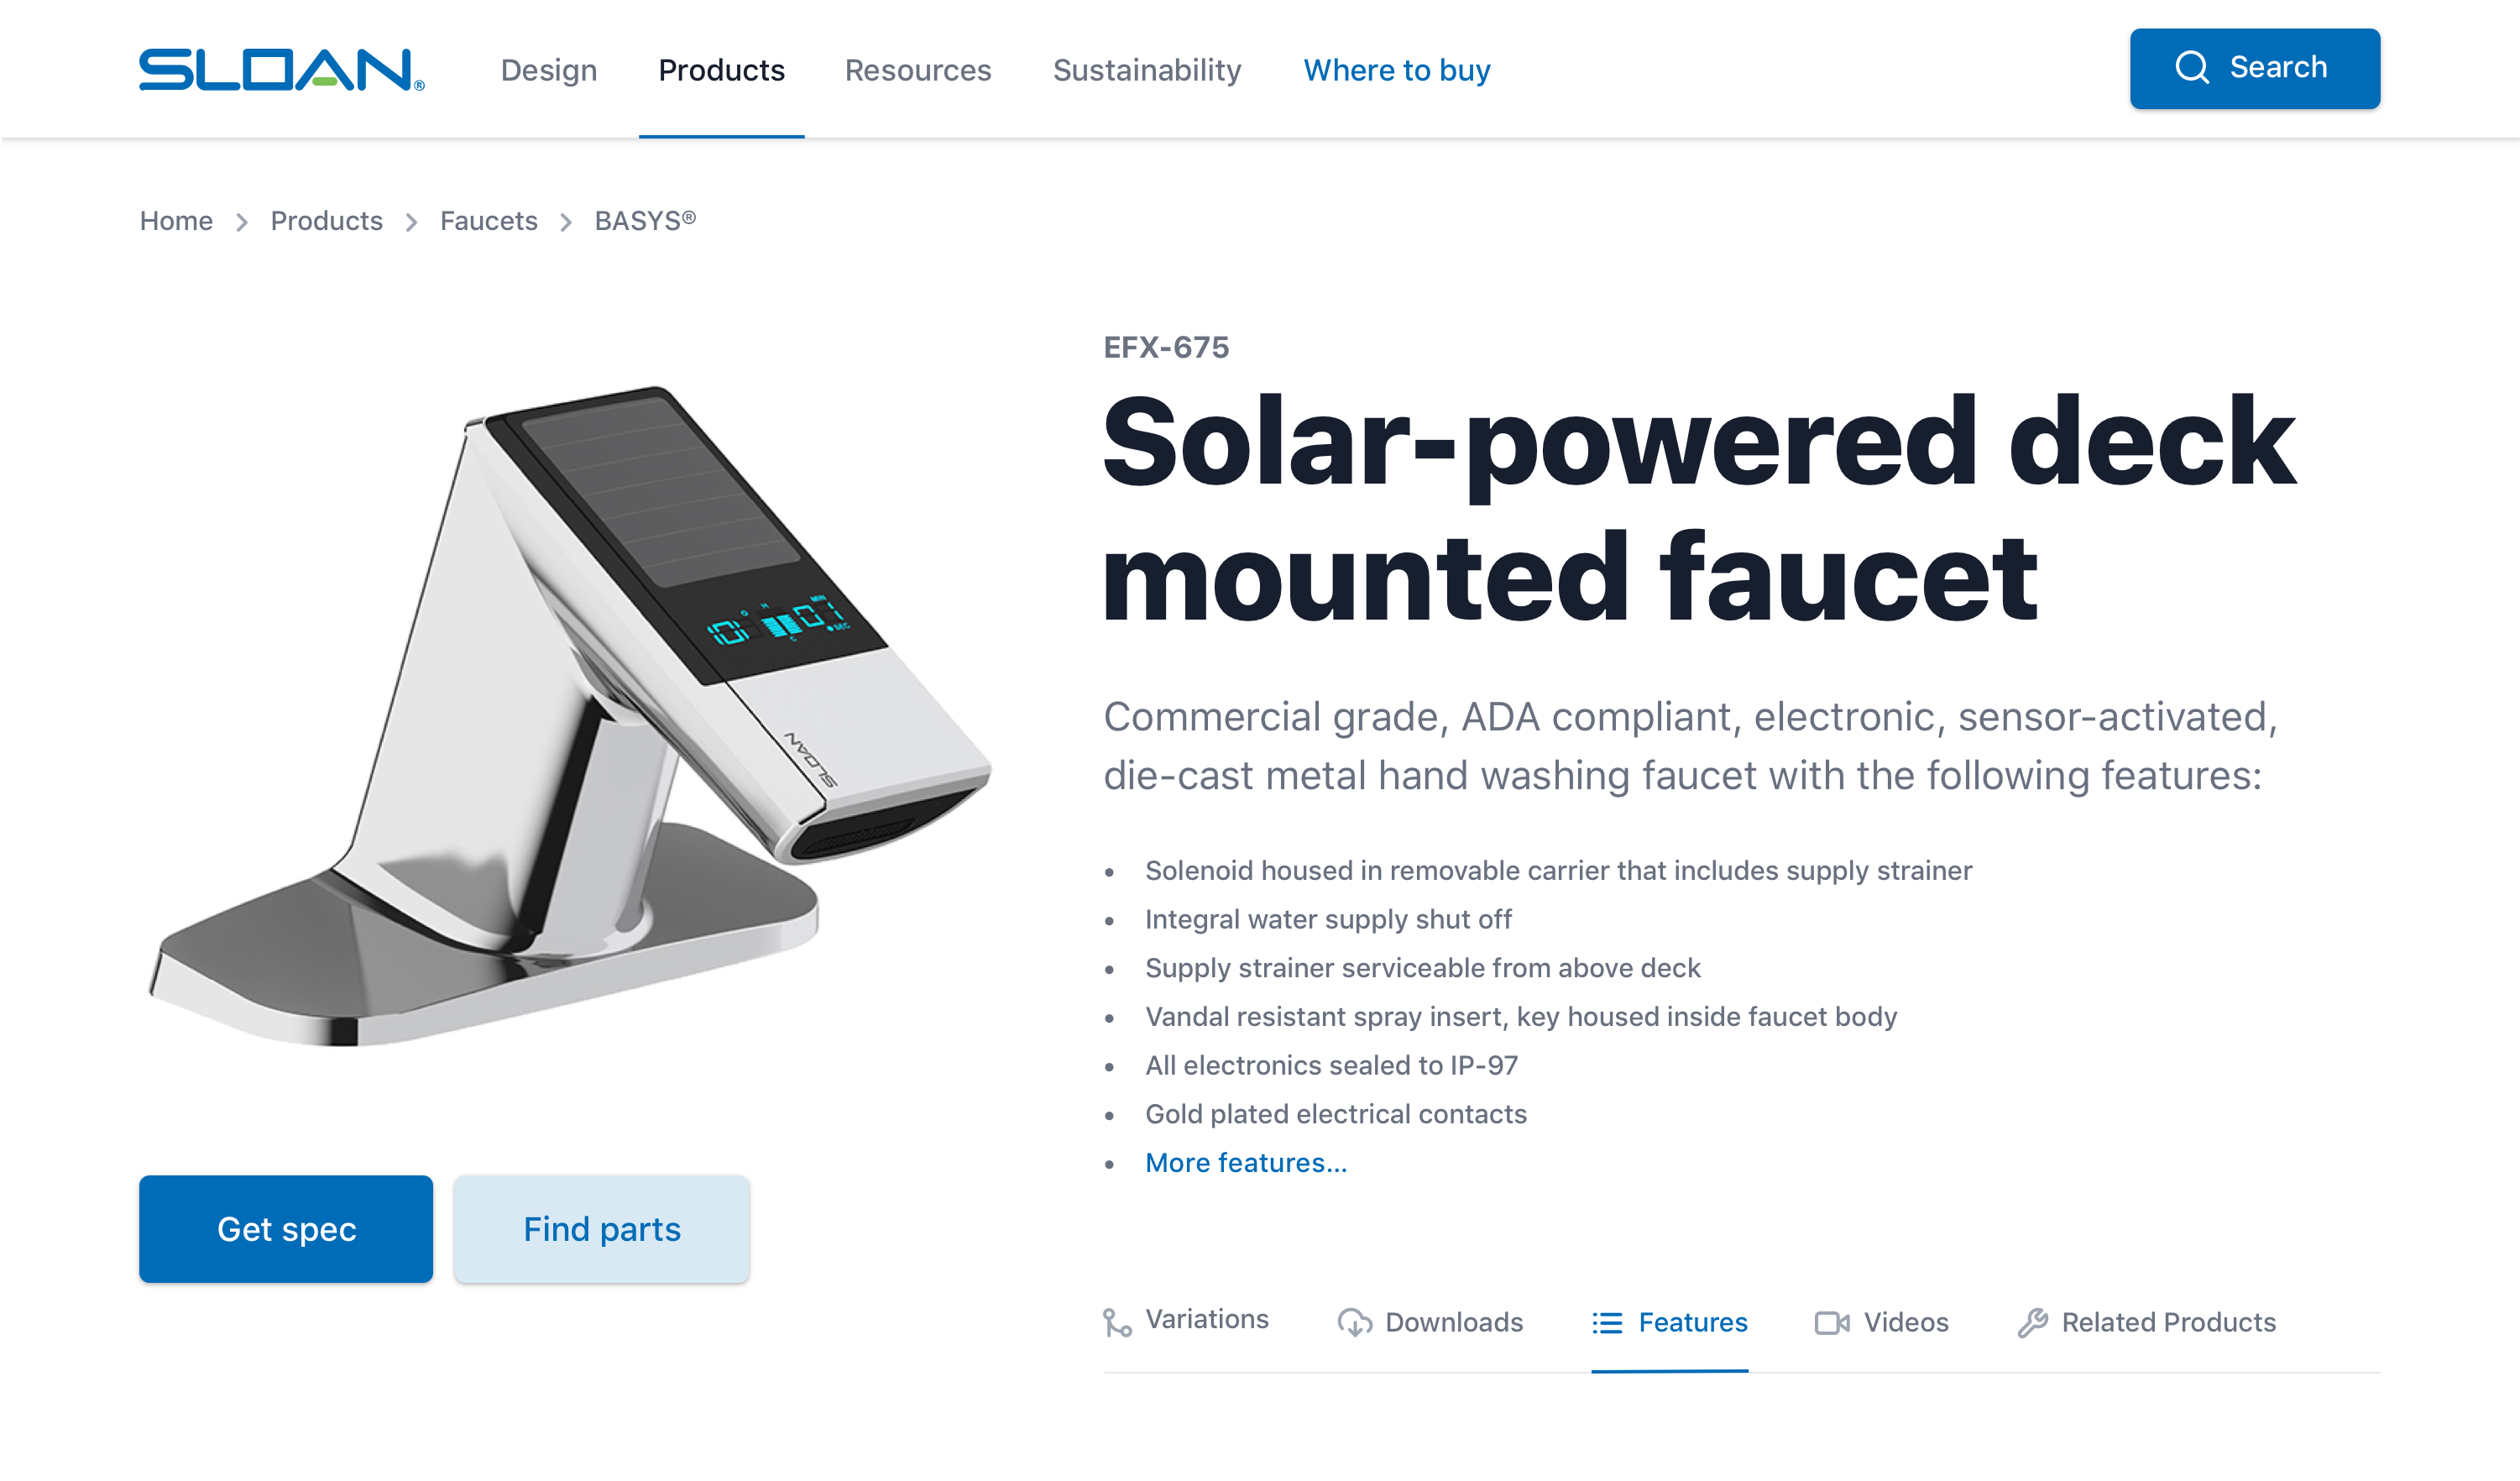 SLOAN®
Design Products Resources Sustainability Where to buy
Search
Home Products Faucets BASYS®
EFX-675
Solar-powered deck
mounted faucet
Commercial grade, ADA compliant, electronic, sensor-activated,
die-cast metal hand washing faucet with the following features:
• Solenoid housed in removable carrier that includes supply strainer
• Integral water supply shut off
• Supply strainer serviceable from above deck
• Vandal resistant spray insert, key housed inside faucet body
• All electronics sealed to IP-97
• Gold plated electrical contacts
• More features...
H
C
MIN
SEC
SLOAN
Get spec Find parts
Variations Downloads Features Videos Related Products